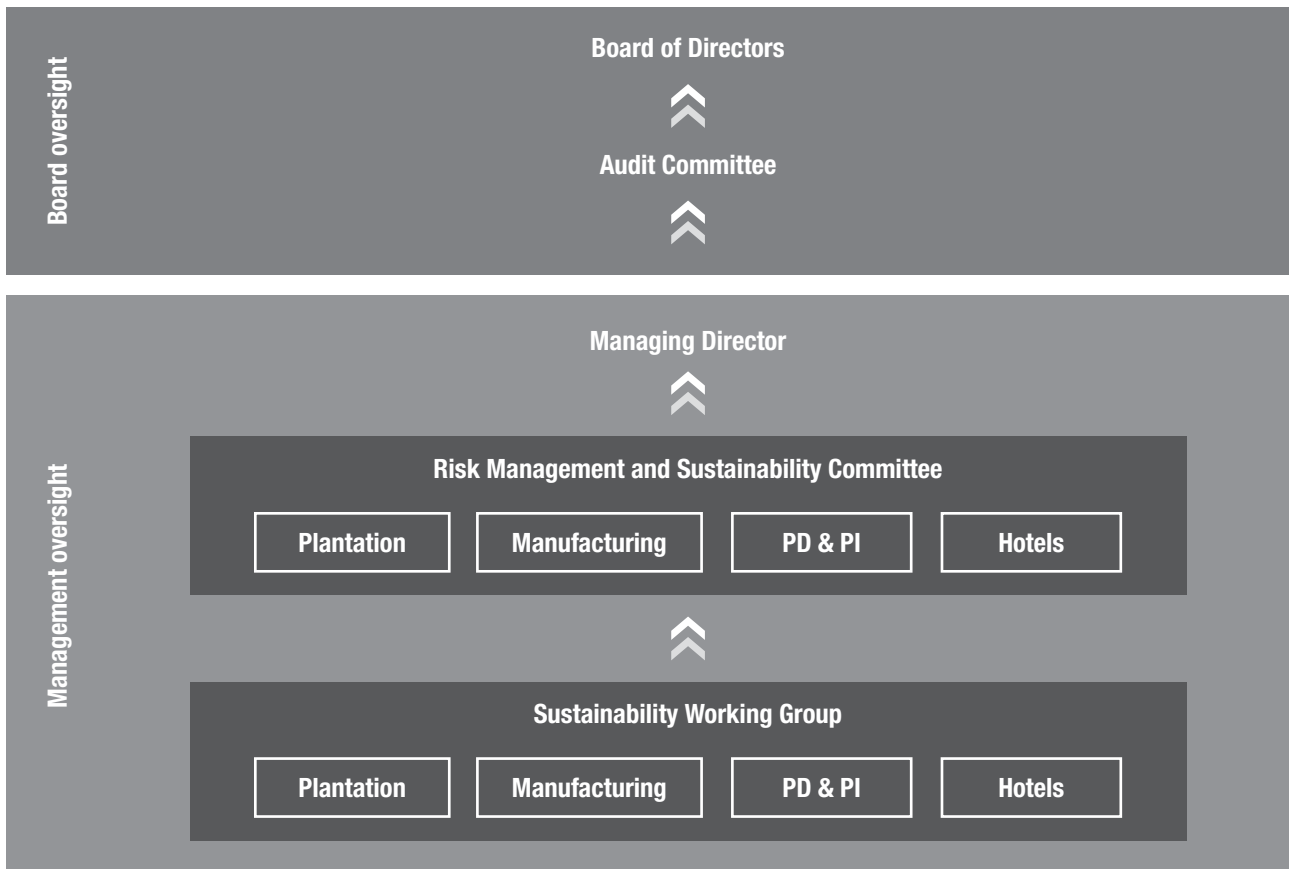 Board oversight
Board of Directors
Audit Committee
Management oversight
Managing Director
Risk Management and Sustainability Committee
Plantation
Manufacturing
PD & PI
Hotels
Sustainability Working Group
Plantation
Manufacturing
PD & PI
Hotels